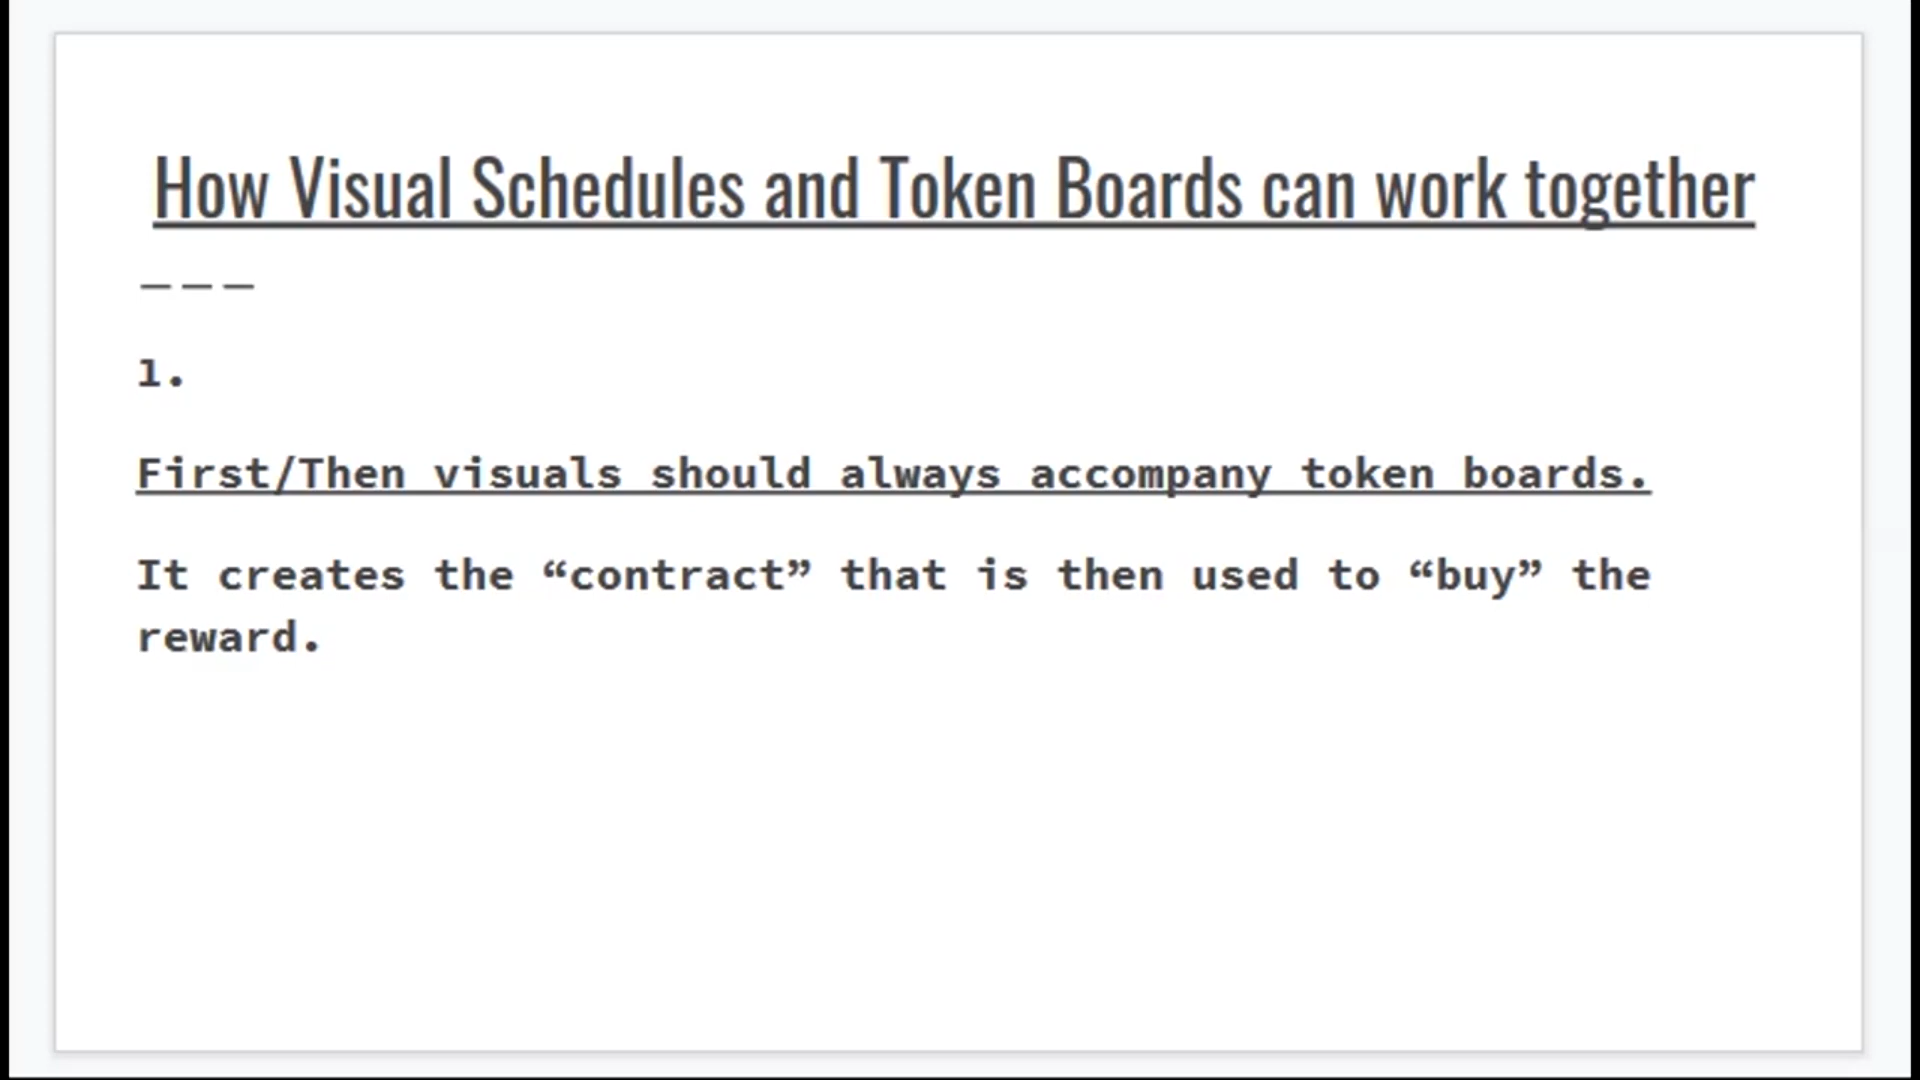 How Visual Schedules and Token Boards can work together
———
1.
First/Then visuals should always accompany token boards.
It creates the “contract” that is then used to “buy” the
reward.